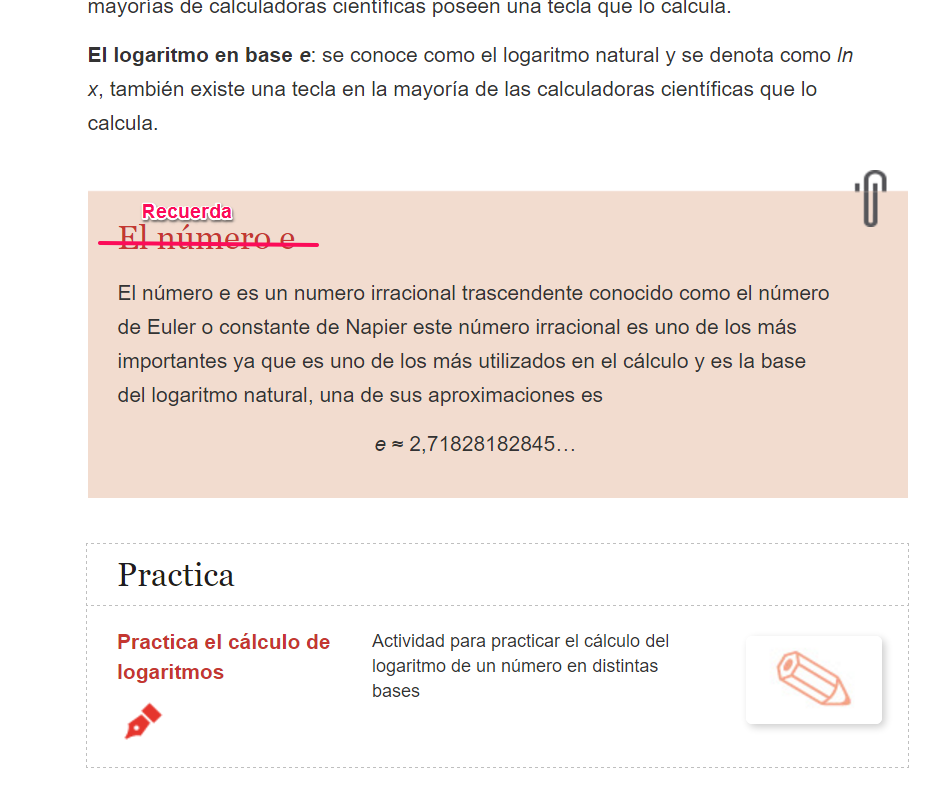 mayorías de calculadoras científicas poseen una tecla que lo calcula.
El logaritmo en base e: se conoce como el logaritmo natural y se denota como ln
x, también existe una tecla en la mayoría de las calculadoras científicas que lo
calcula.
Recuerda
El número e
El número e es un numero irracional trascendente conocido como el número
de Euler o constante de Napier este número irracional es uno de los más
importantes ya que es uno de los más utilizados en el cálculo y es la base
del logaritmo natural, una de sus aproximaciones es
e ≈ 2,71828182845…
Practica
Practica el cálculo de
logaritmos
Actividad para practicar el cálculo del
logaritmo de un número en distintas
bases